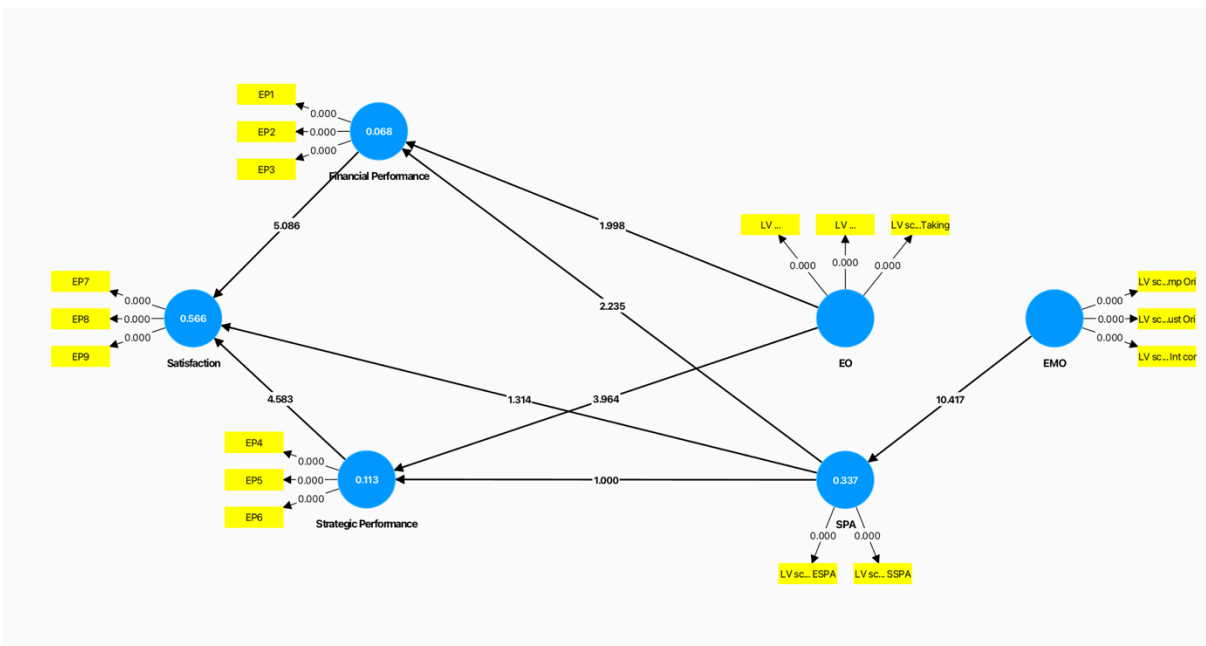 EP1
0.000
EP2
0.000
0.068
EP3
0.000
Financial Performance
5.086
1.998
LV ...
LV ...
LV sc...Taking
0.000
0.000
0.000
EP7
0.000
EP8
0.000
0.566
EP9
0.000
Satisfaction
2.235
EO
LV sc...mp Ori
0.000
LV sc...ust Ori
0.000
LV sc... Int cor
0.000
EMO
4.583
1.314
3.964
10.417
EP4
0.000
EP5
0.000
0.113
EP6
0.000
Strategic Performance
1.000
0.337
SPA
0.000
0.000
LV sc... ESPA
LV sc... SSPA